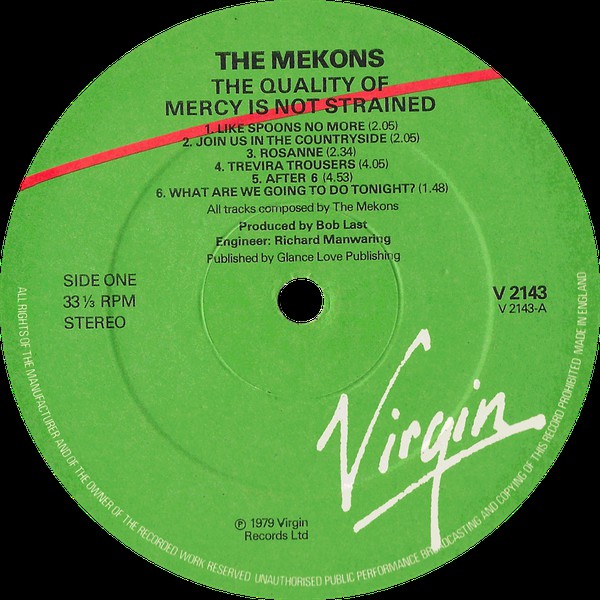 THE MEKONS
THE QUALITY OF
MERCY IS NOT STRAINED
1. LIKE SPOONS NO MORE (2.05)
2. JOIN US IN THE COUNTRYSIDE (2.05)
3. ROSANNE (2.34)
4. TREVIRA TROUSERS (4.05)
5. AFTER 6 (4.53)
6. WHAT ARE WE GOING TO DO TONIGHT? (1.48)
All tracks composed by The Mekons
Produced by Bob Last
Engineer: Richard Manwaring
Published by Glance Love Publishing
SIDE ONE
33⅓ RPM
STEREO
V 2143
V 2143-A
Virgin
℗ 1979 Virgin
Records Ltd
ALL RIGHTS OF THE MANUFACTURER AND OF THE OWNER OF THE RECORDED WORK RESERVED UNAUTHORISED PUBLIC PERFORMANCE BROADCASTING AND COPYING OF THIS RECORD PROHIBITED MADE IN ENGLAND